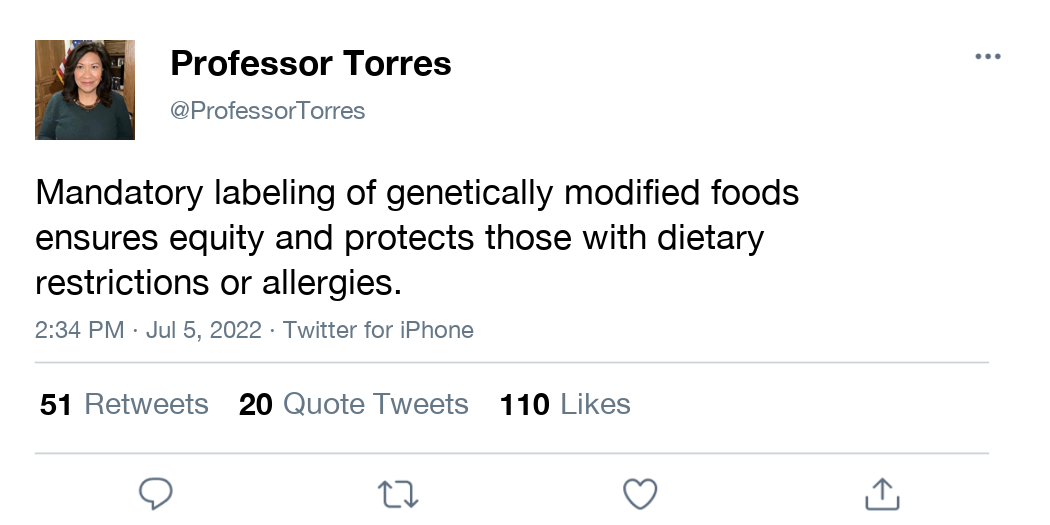 Professor Torres
@ProfessorTorres
Mandatory labeling of genetically modified foods
ensures equity and protects those with dietary
restrictions or allergies.
2:34 PM · Jul 5, 2022 · Twitter for iPhone
51 Retweets 20 Quote Tweets 110 Likes